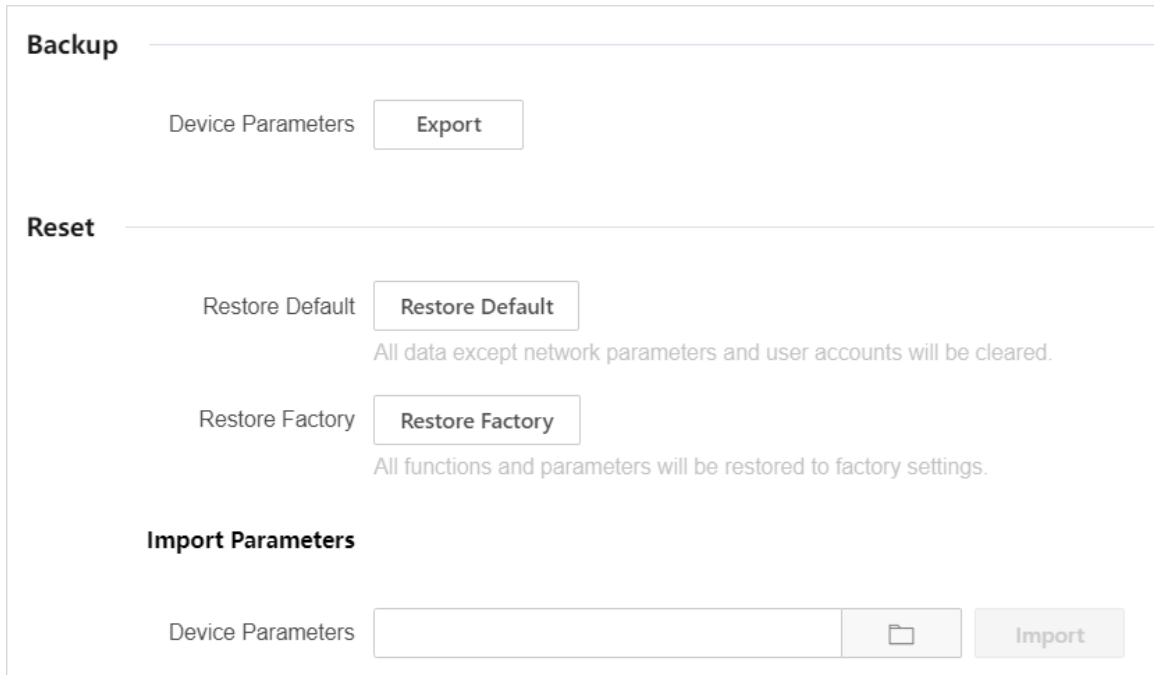 Backup
Device Parameters Export
Reset
Restore Default Restore Default
All data except network parameters and user accounts will be cleared.
Restore Factory Restore Factory
All functions and parameters will be restored to factory settings.
Import Parameters
Device Parameters Import